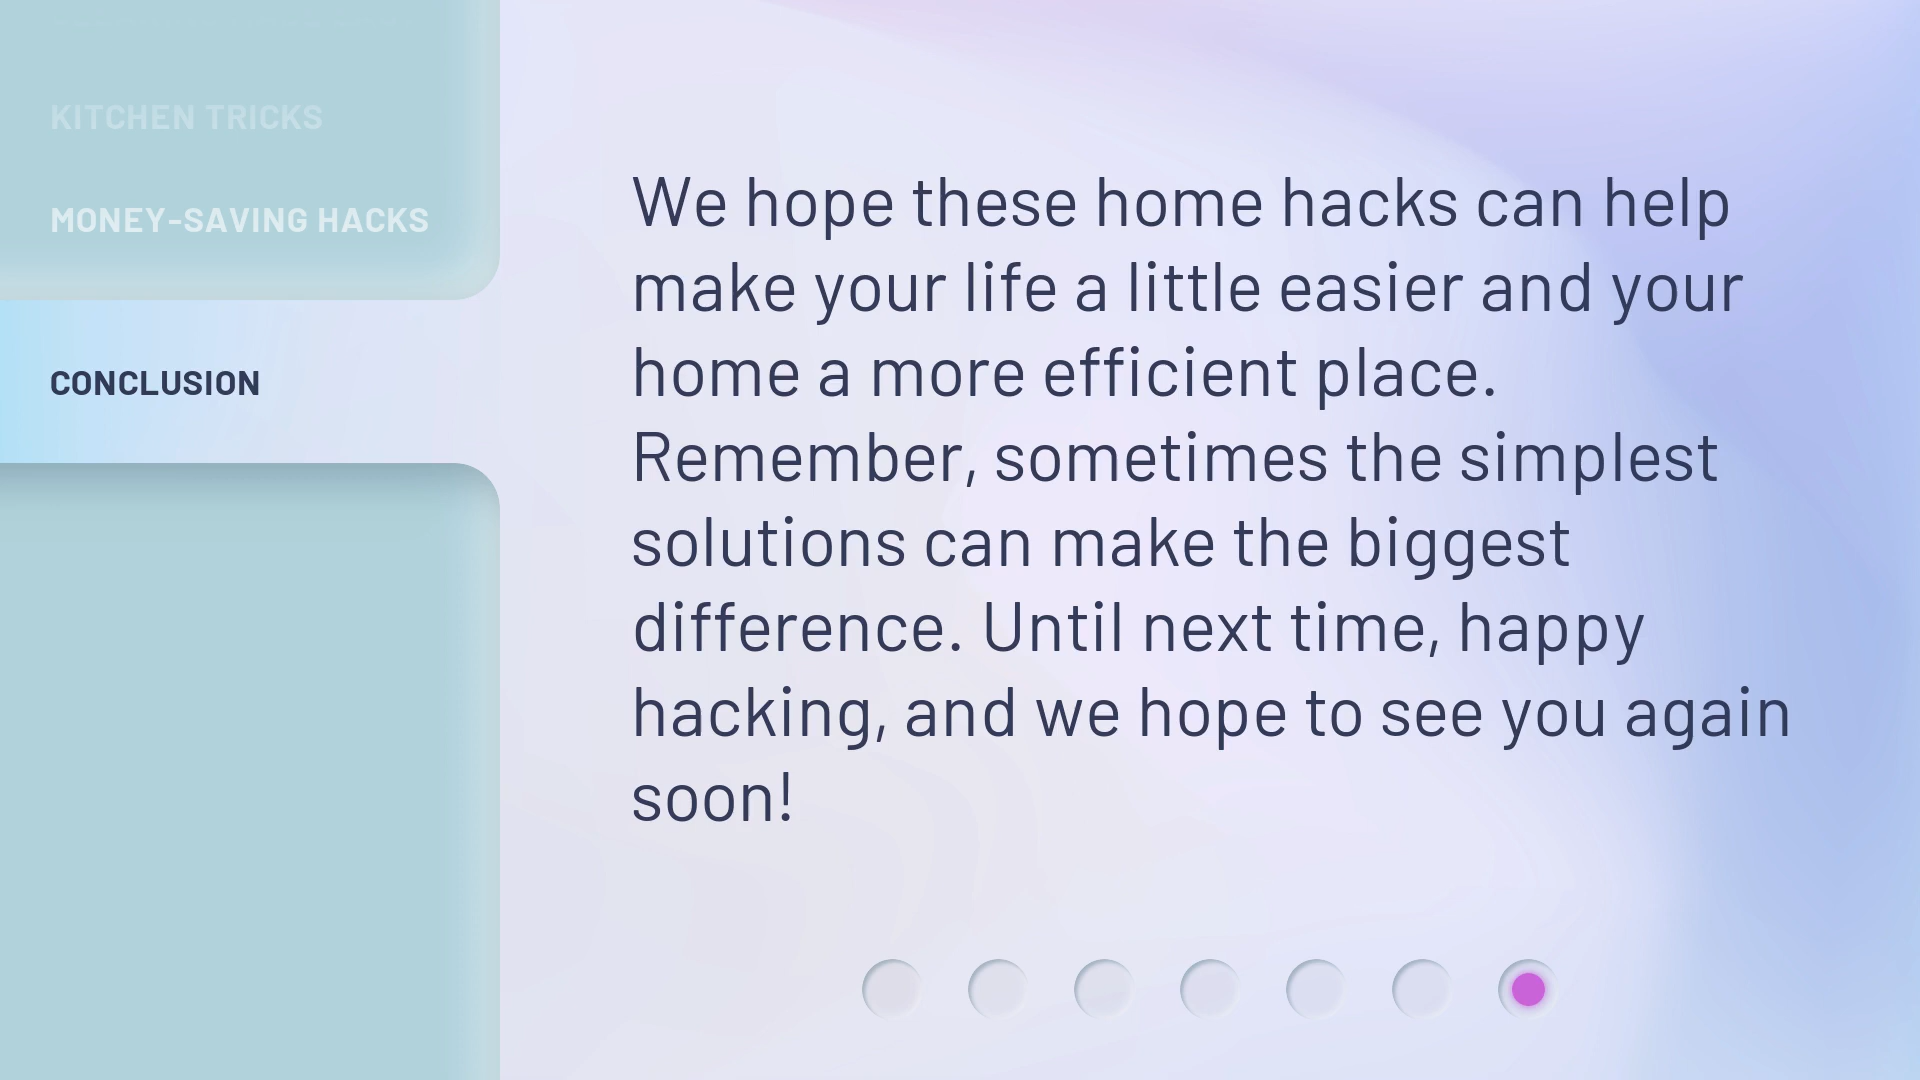 KITCHEN TRICKS
MONEY-SAVING HACKS
CONCLUSION
We hope these home hacks can help
make your life a little easier and your
home a more efficient place.
Remember, sometimes the simplest
solutions can make the biggest
difference. Until next time, happy
hacking, and we hope to see you again
soon!